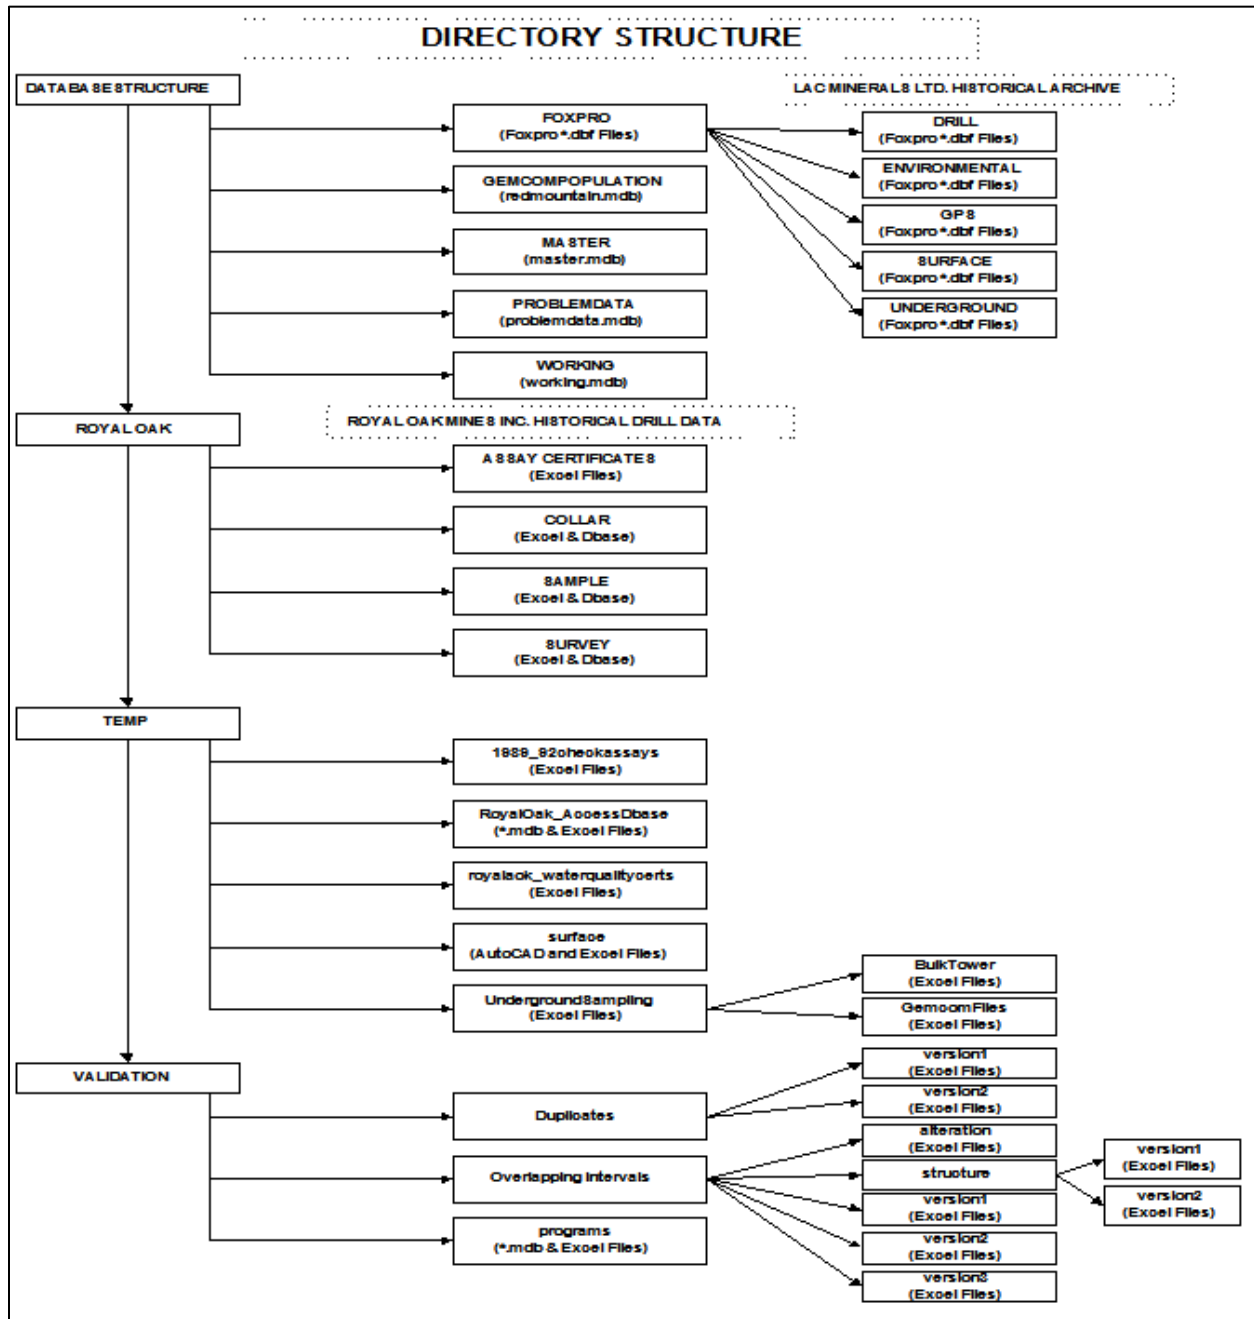 DIRECTORY STRUCTURE
DATABASESTRUCTURE
LAC MINERALS LTD. HISTORICAL ARCHIVE
FOXPRO
(Foxpro *.dbf Files)
DRILL
(Foxpro *.dbf Files)
ENVIRONMENTAL
(Foxpro *.dbf Files)
GEMCOMPOPULATION
(redmountain.mdb)
GPS
(Foxpro *.dbf Files)
MASTER
(master.mdb)
SURFACE
(Foxpro *.dbf Files)
PROBLEMDATA
(problemdata.mdb)
UNDERGROUND
(Foxpro *.dbf Files)
WORKING
(working.mdb)
ROYAL OAK
ROYAL OAK MINES INC. HISTORICAL DRILL DATA
ASSAY CERTIFICATES
(Excel Files)
COLLAR
(Excel & Dbase)
SAMPLE
(Excel & Dbase)
SURVEY
(Excel & Dbase)
TEMP
1989_92checkassays
(Excel Files)
RoyalOak_AccessDbase
(*.mdb & Excel Files)
royalaok_waterqualitycerts
(Excel Files)
surface
(AutoCAD and Excel Files)
BulkTower
(Excel Files)
UndergroundSampling
(Excel Files)
GemcomFiles
(Excel Files)
VALIDATION
version1
(Excel Files)
Duplicates
version2
(Excel Files)
alteration
(Excel Files)
Overlapping Intervals
structure
version1
(Excel Files)
version2
(Excel Files)
version1
(Excel Files)
programs
(*.mdb & Excel Files)
version2
(Excel Files)
version3
(Excel Files)